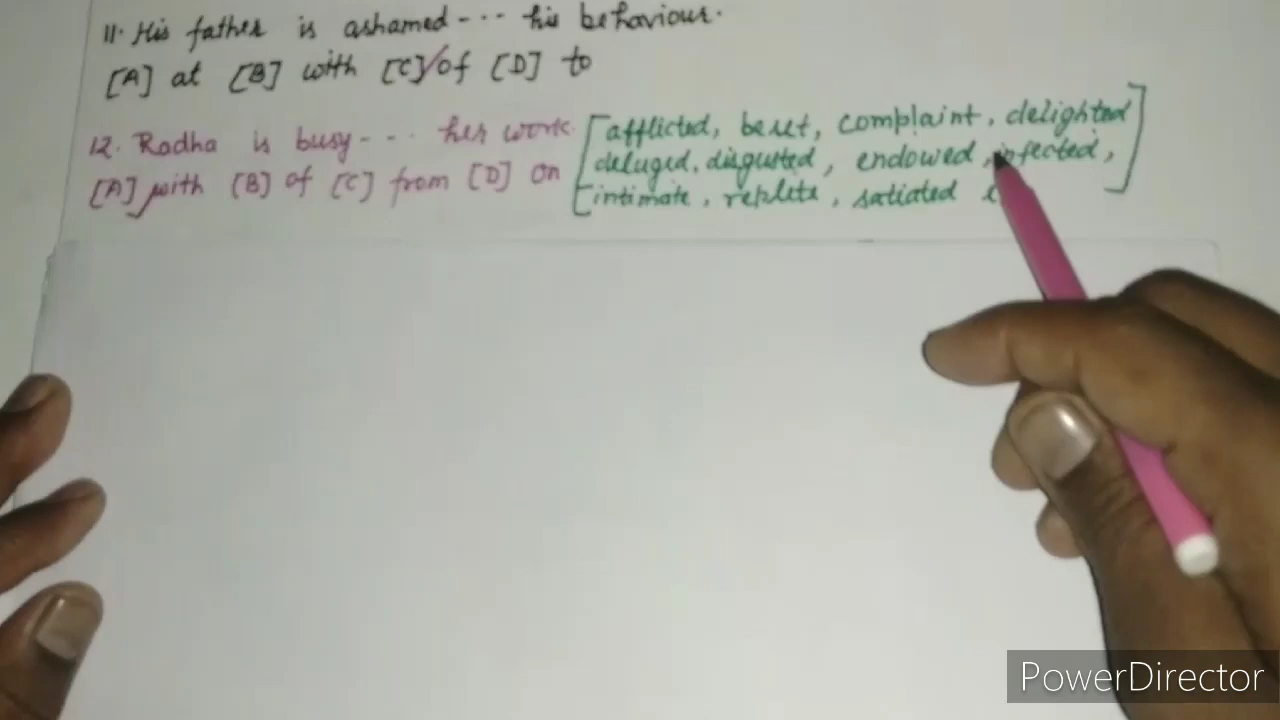 11. His father is ashamed - - - his behaviour.
[A] at [B] with [C] of [D] to
12. Radha is busy - - - her work.
[A] with [B] of [C] from [D] on
[afflicted, beset, complaint, delighted
deluged, disgusted, endowed, infected,
intimate, replete, satiated]
PowerDirector